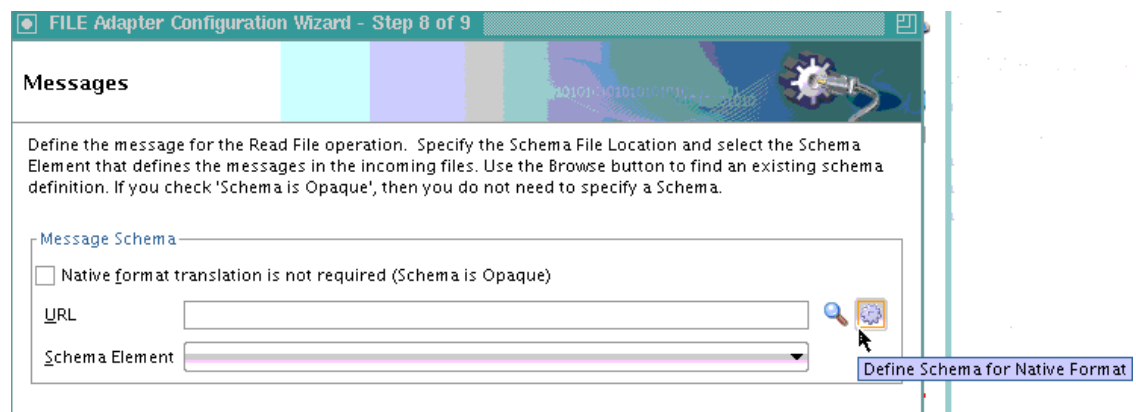 FILE Adapter Configuration Wizard - Step 8 of 9
Messages
Define the message for the Read File operation.  Specify the Schema File Location and select the Schema
Element that defines the messages in the incoming files. Use the Browse button to find an existing schema
definition. If you check 'Schema is Opaque', then you do not need to specify a Schema.
Message Schema
Native format translation is not required (Schema is Opaque)
URL
Schema Element
Define Schema for Native Format